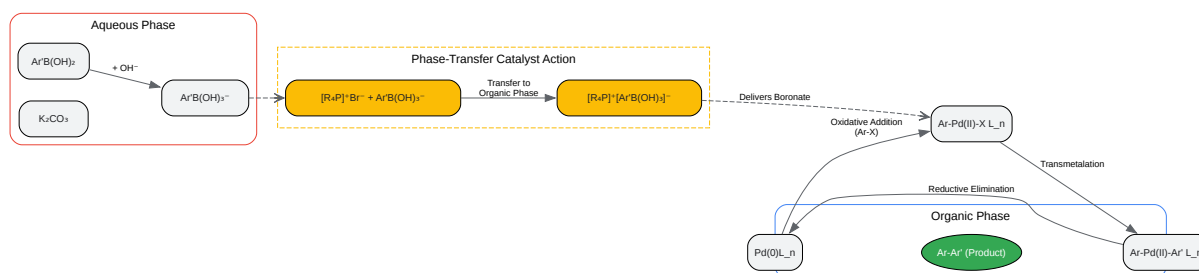 Aqueous Phase
Ar'B(OH)₂
+ OH⁻
Ar'B(OH)₃⁻
K₂CO₃
Phase-Transfer Catalyst Action
[R₄P]⁺Br⁻ + Ar'B(OH)₃⁻
Transfer to
Organic Phase
[R₄P]⁺[Ar'B(OH)₃]⁻
Delivers Boronate
Oxidative Addition
(Ar-X)
Ar-Pd(II)-X L_n
Transmetalation
Reductive Elimination
Organic Phase
Pd(0)L_n
Ar-Ar' (Product)
Ar-Pd(II)-Ar' L_n